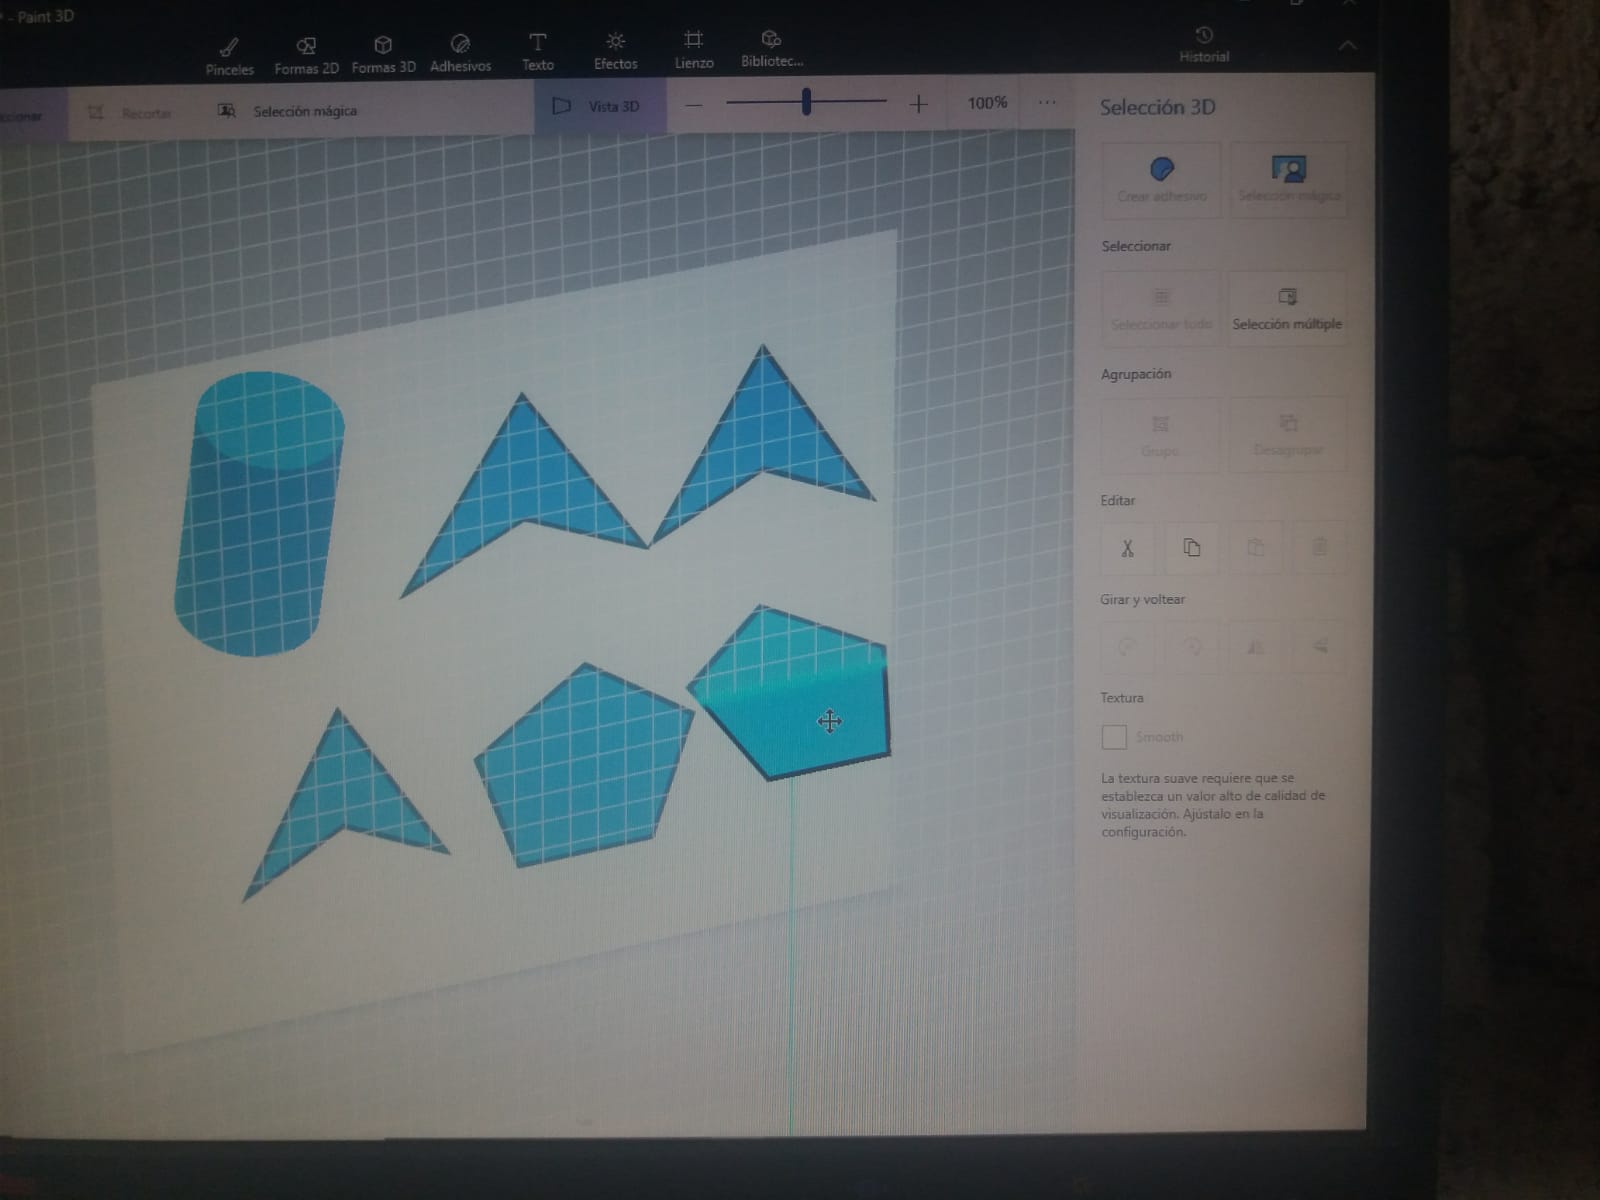 - Paint 3D
Pinceles
Formas 2D
Formas 3D
Adhesivos
Texto
Efectos
Lienzo
Bibliotec...
Historial
Recortar
Selección mágica
Vista 3D
100%
Selección 3D
Crear adhesivo
Selección mágica
Seleccionar
Seleccionar todo
Selección múltiple
Agrupación
Grupo
Desagrupar
Editar
Girar y voltear
Textura
Smooth
La textura suave requiere que se
establezca un valor alto de calidad de
visualización. Ajústalo en la
configuración.